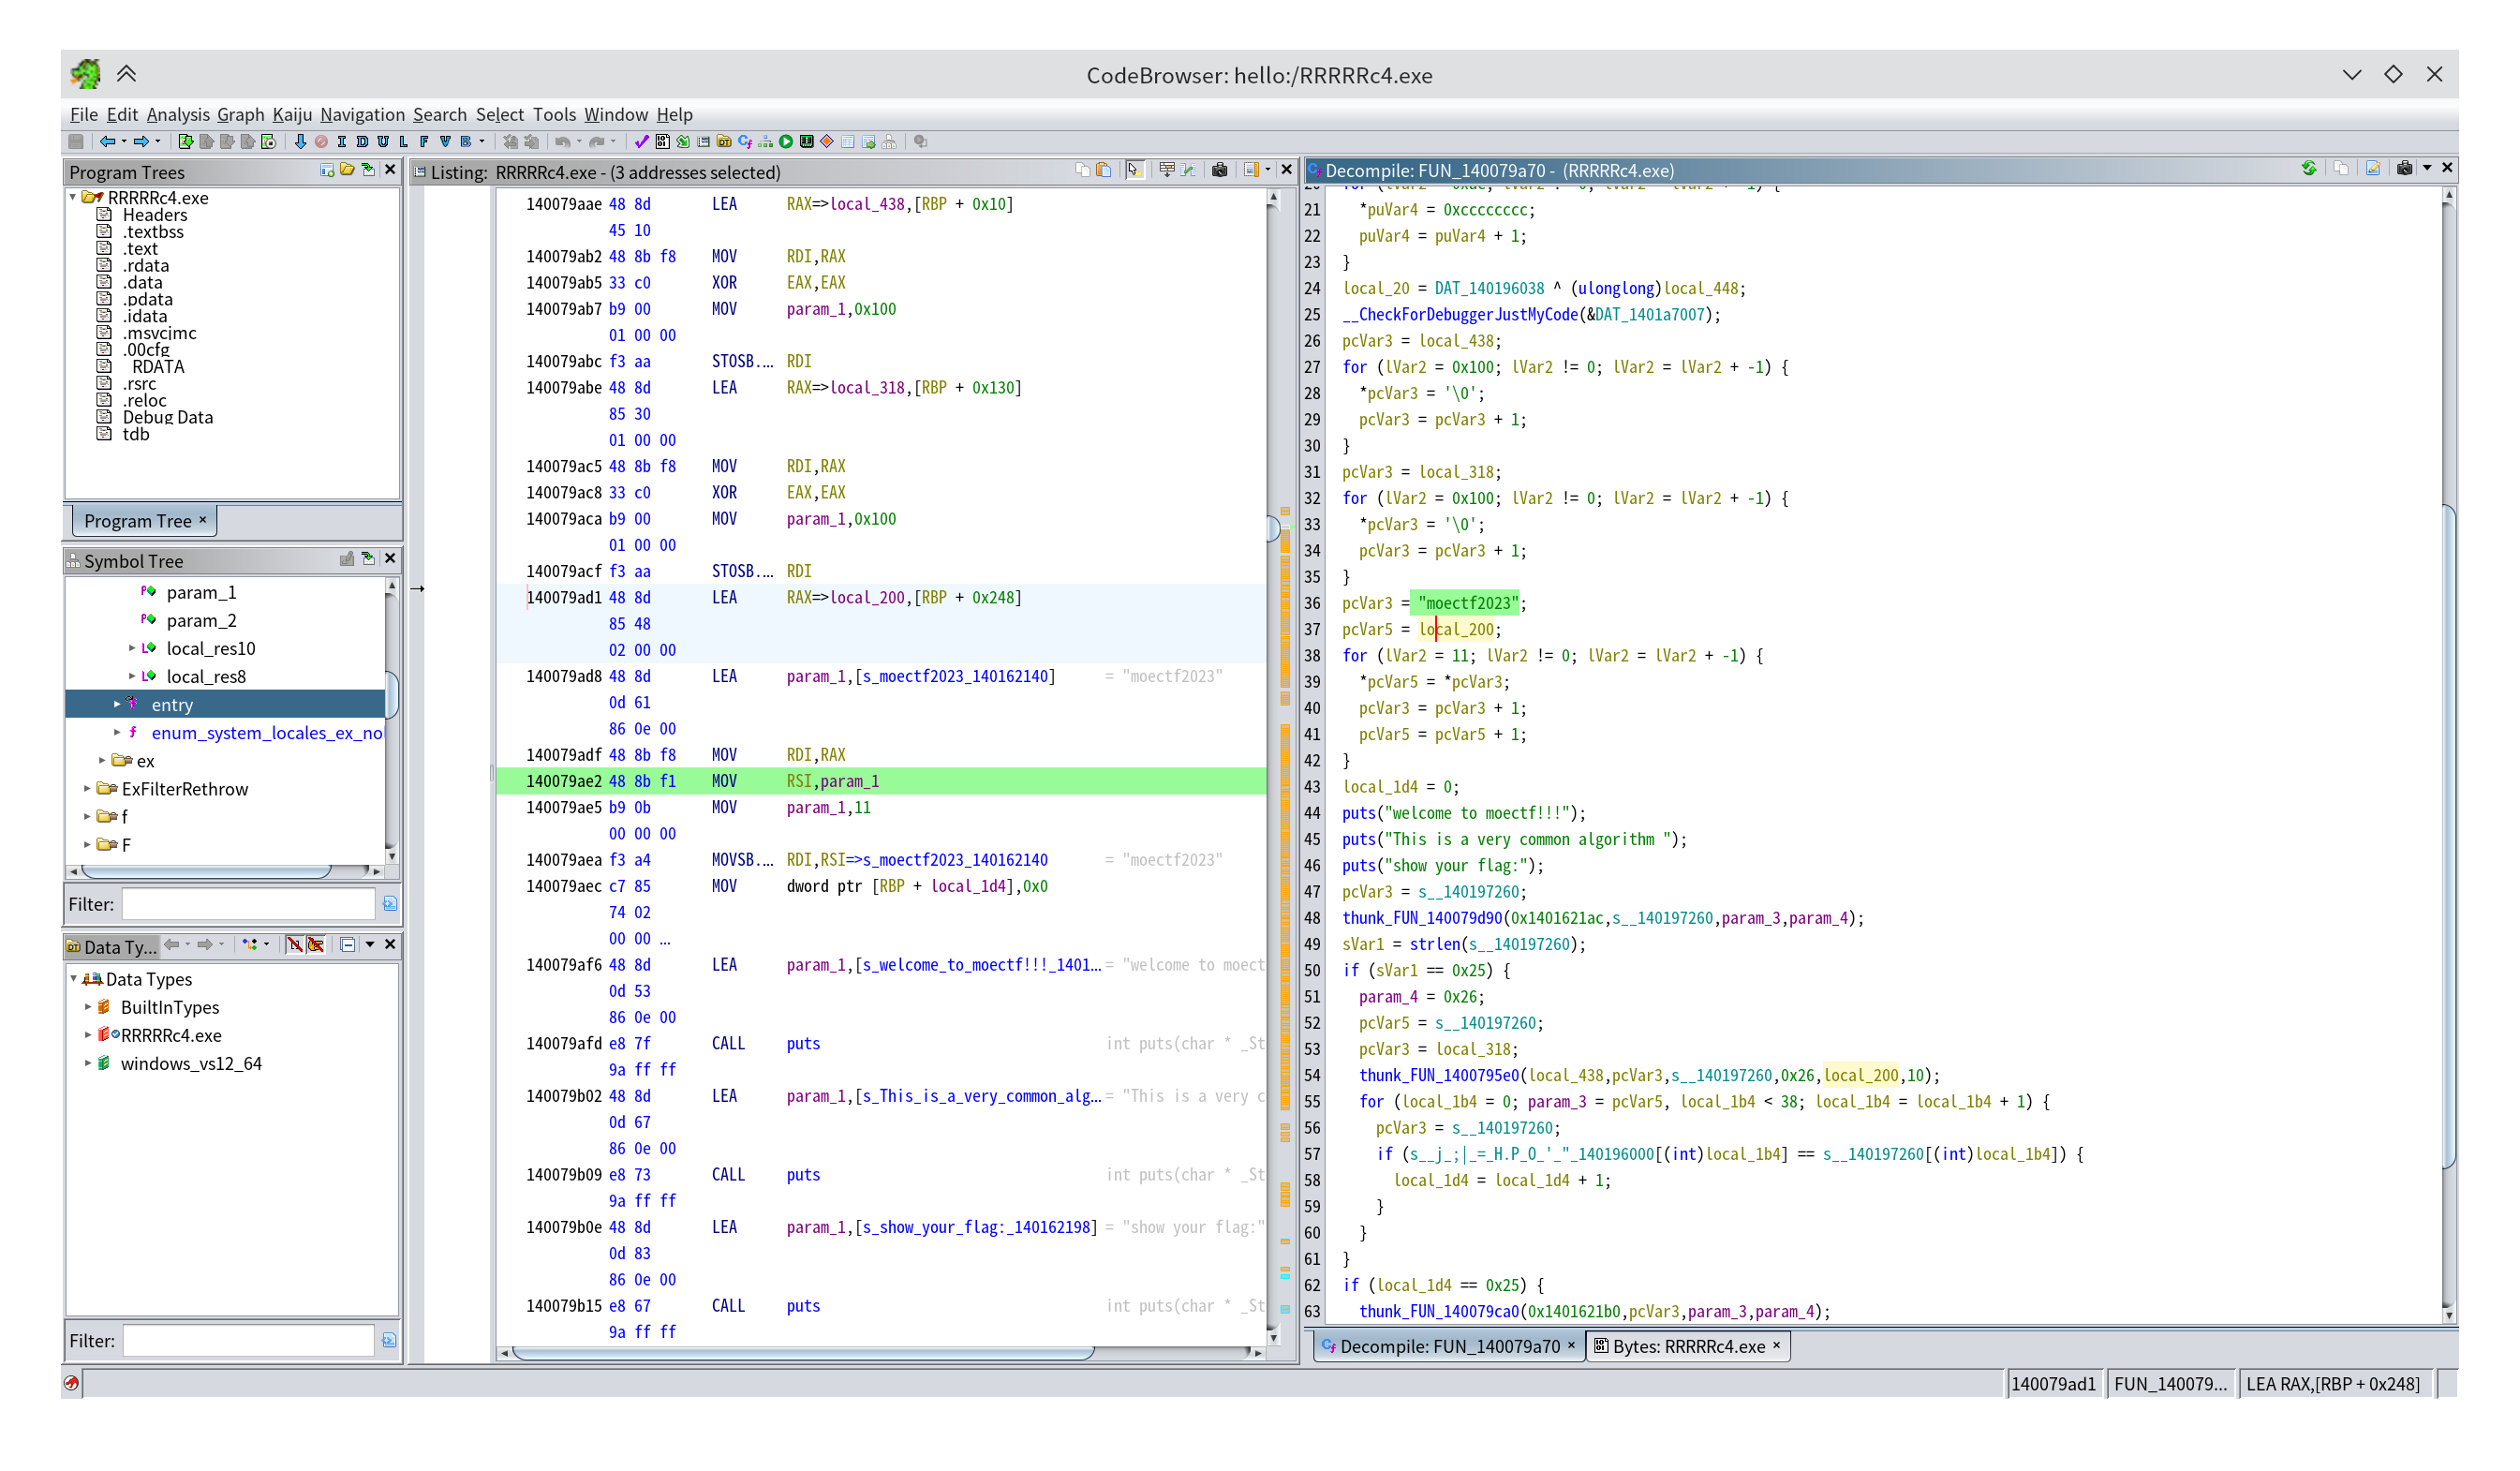 CodeBrowser: hello:/RRRRRc4.exe
File Edit Analysis Graph Kaiju Navigation Search Select Tools Window Help
I D U L F V B
Program Trees
RRRRRc4.exe
Headers
.textbss
.text
.rdata
.data
.pdata
.idata
.msvcjmc
.00cfg
_RDATA
.rsrc
.reloc
Debug Data
tdb
Program Tree ×
Symbol Tree
param_1
param_2
local_res10
local_res8
entry
enum_system_locales_ex_no
ex
ExFilterRethrow
f
F
Filter:
Data Ty...
Data Types
BuiltInTypes
RRRRRc4.exe
windows_vs12_64
Filter:
Listing: RRRRRc4.exe - (3 addresses selected)
140079aae 48 8d LEA RAX=>local_438,[RBP + 0x10]
45 10
140079ab2 48 8b f8 MOV RDI,RAX
140079ab5 33 c0 XOR EAX,EAX
140079ab7 b9 00 MOV param_1,0x100
01 00 00
140079abc f3 aa STOSB.... RDI
140079abe 48 8d LEA RAX=>local_318,[RBP + 0x130]
85 30
01 00 00
140079ac5 48 8b f8 MOV RDI,RAX
140079ac8 33 c0 XOR EAX,EAX
140079aca b9 00 MOV param_1,0x100
01 00 00
140079acf f3 aa STOSB.... RDI
140079ad1 48 8d LEA RAX=>local_200,[RBP + 0x248]
85 48
02 00 00
140079ad8 48 8d LEA param_1,[s_moectf2023_140162140] = "moectf2023"
0d 61
86 0e 00
140079adf 48 8b f8 MOV RDI,RAX
140079ae2 48 8b f1 MOV RSI,param_1
140079ae5 b9 0b MOV param_1,11
00 00 00
140079aea f3 a4 MOVSB.... RDI,RSI=>s_moectf2023_140162140 = "moectf2023"
140079aec c7 85 MOV dword ptr [RBP + local_1d4],0x0
74 02
00 00 ...
140079af6 48 8d LEA param_1,[s_welcome_to_moectf!!!_1401... = "welcome to moect
0d 53
86 0e 00
140079afd e8 7f CALL puts int puts(char * _St
9a ff ff
140079b02 48 8d LEA param_1,[s_This_is_a_very_common_alg... = "This is a very c
0d 67
86 0e 00
140079b09 e8 73 CALL puts int puts(char * _St
9a ff ff
140079b0e 48 8d LEA param_1,[s_show_your_flag:_140162198] = "show your flag:"
0d 83
86 0e 00
140079b15 e8 67 CALL puts int puts(char * _St
9a ff ff
Decompile: FUN_140079a70 - (RRRRRc4.exe)
21 *puVar4 = 0xcccccccc;
22 puVar4 = puVar4 + 1;
23 }
24 local_20 = DAT_140196038 ^ (ulonglong)local_448;
25 __CheckForDebuggerJustMyCode(&DAT_1401a7007);
26 pcVar3 = local_438;
27 for (lVar2 = 0x100; lVar2 != 0; lVar2 = lVar2 + -1) {
28 *pcVar3 = '\0';
29 pcVar3 = pcVar3 + 1;
30 }
31 pcVar3 = local_318;
32 for (lVar2 = 0x100; lVar2 != 0; lVar2 = lVar2 + -1) {
33 *pcVar3 = '\0';
34 pcVar3 = pcVar3 + 1;
35 }
36 pcVar3 = "moectf2023";
37 pcVar5 = local_200;
38 for (lVar2 = 11; lVar2 != 0; lVar2 = lVar2 + -1) {
39 *pcVar5 = *pcVar3;
40 pcVar3 = pcVar3 + 1;
41 pcVar5 = pcVar5 + 1;
42 }
43 local_1d4 = 0;
44 puts("welcome to moectf!!!");
45 puts("This is a very common algorithm ");
46 puts("show your flag:");
47 pcVar3 = s__140197260;
48 thunk_FUN_140079d90(0x1401621ac,s__140197260,param_3,param_4);
49 sVar1 = strlen(s__140197260);
50 if (sVar1 == 0x25) {
51 param_4 = 0x26;
52 pcVar5 = s__140197260;
53 pcVar3 = local_318;
54 thunk_FUN_1400795e0(local_438,pcVar3,s__140197260,0x26,local_200,10);
55 for (local_1b4 = 0; param_3 = pcVar5, local_1b4 < 38; local_1b4 = local_1b4 + 1) {
56 pcVar3 = s__140197260;
57 if (s__j_;|_=_H.P_O_'_"_140196000[(int)local_1b4] == s__140197260[(int)local_1b4]) {
58 local_1d4 = local_1d4 + 1;
59 }
60 }
61 }
62 if (local_1d4 == 0x25) {
63 thunk_FUN_140079ca0(0x1401621b0,pcVar3,param_3,param_4);
Decompile: FUN_140079a70 × Bytes: RRRRRc4.exe ×
140079ad1 FUN_140079... LEA RAX,[RBP + 0x248]